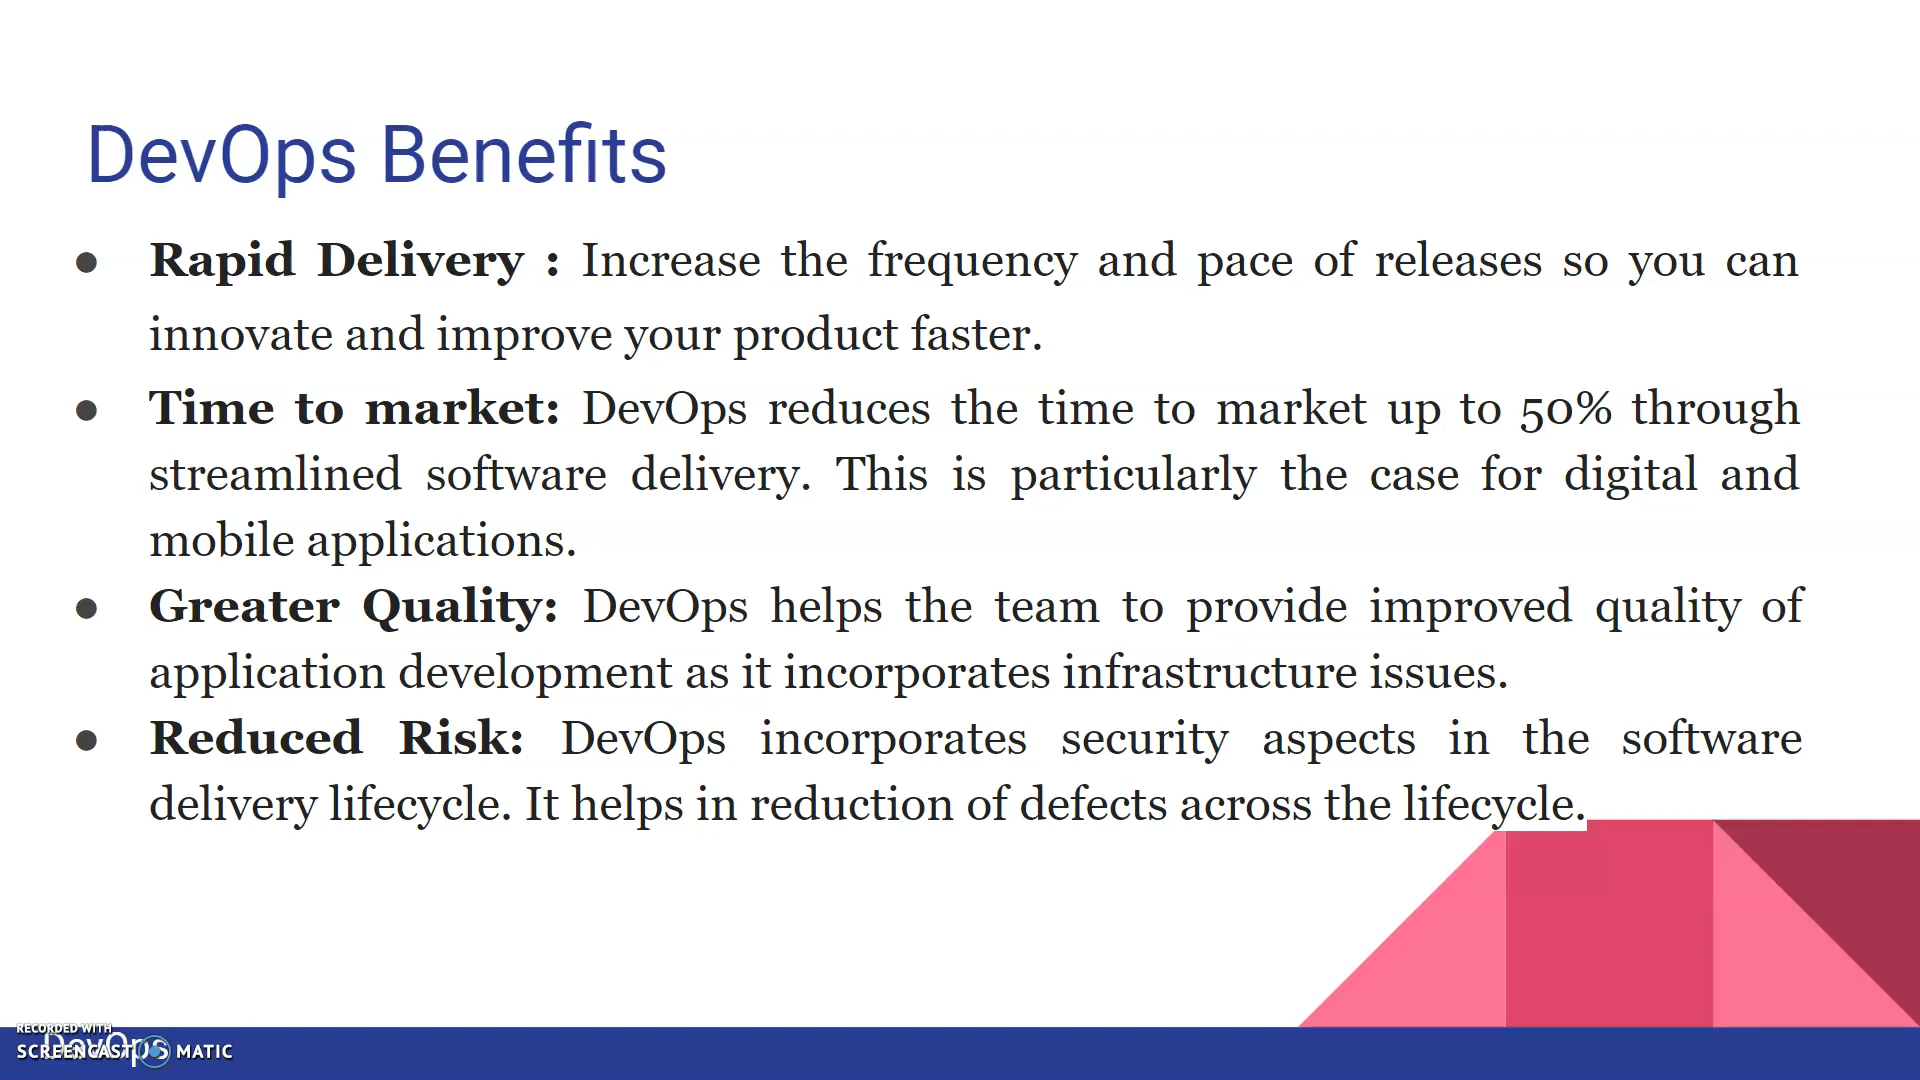 DevOps Benefits
● Rapid Delivery : Increase the frequency and pace of releases so you can
innovate and improve your product faster.
● Time to market: DevOps reduces the time to market up to 50% through
streamlined software delivery. This is particularly the case for digital and
mobile applications.
● Greater Quality: DevOps helps the team to provide improved quality of
application development as it incorporates infrastructure issues.
● Reduced Risk: DevOps incorporates security aspects in the software
delivery lifecycle. It helps in reduction of defects across the lifecycle.
RECORDED WITH
DevOps
SCREENCAST MATIC